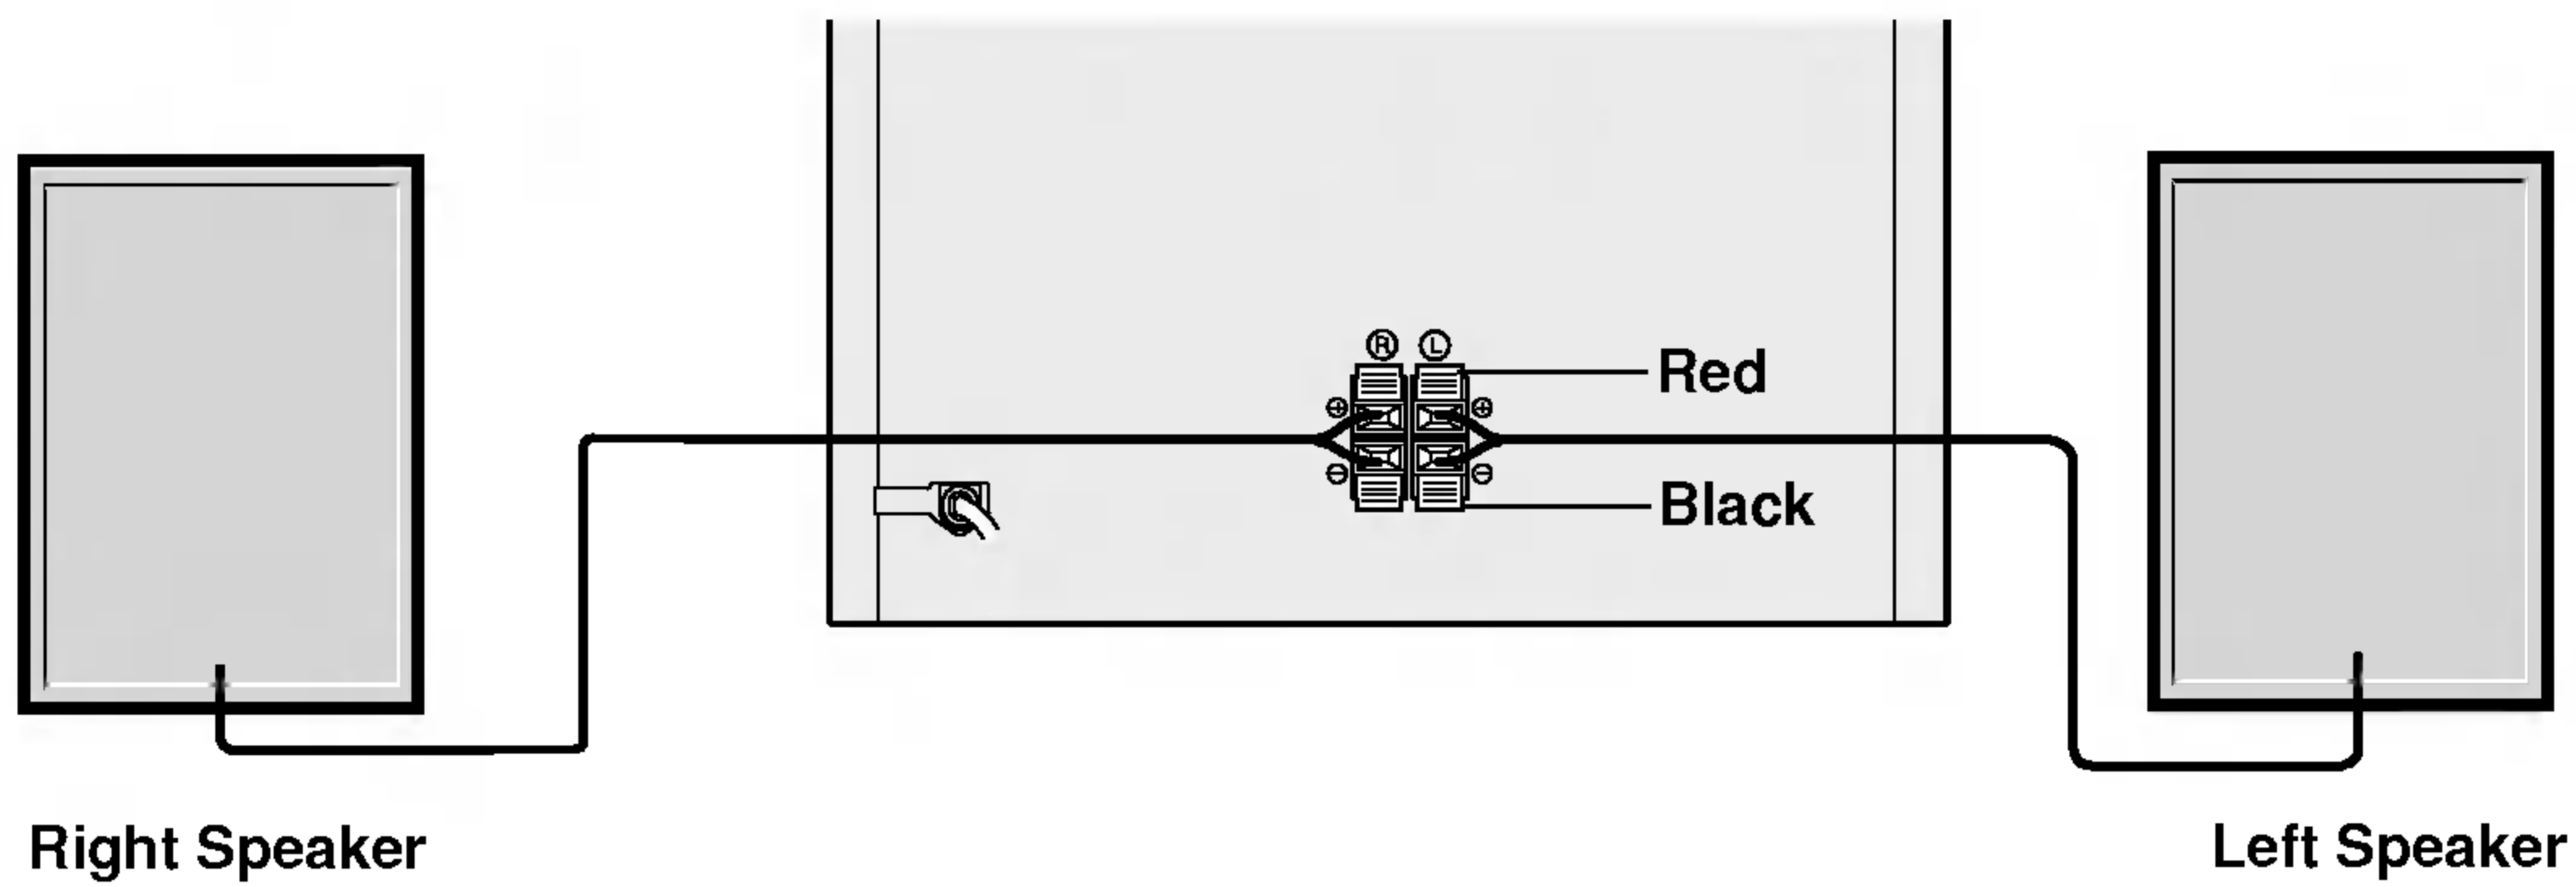 Ⓡ Ⓛ
Red
⊕ ⊕
⊖ ⊖
Black
Right Speaker
Left Speaker